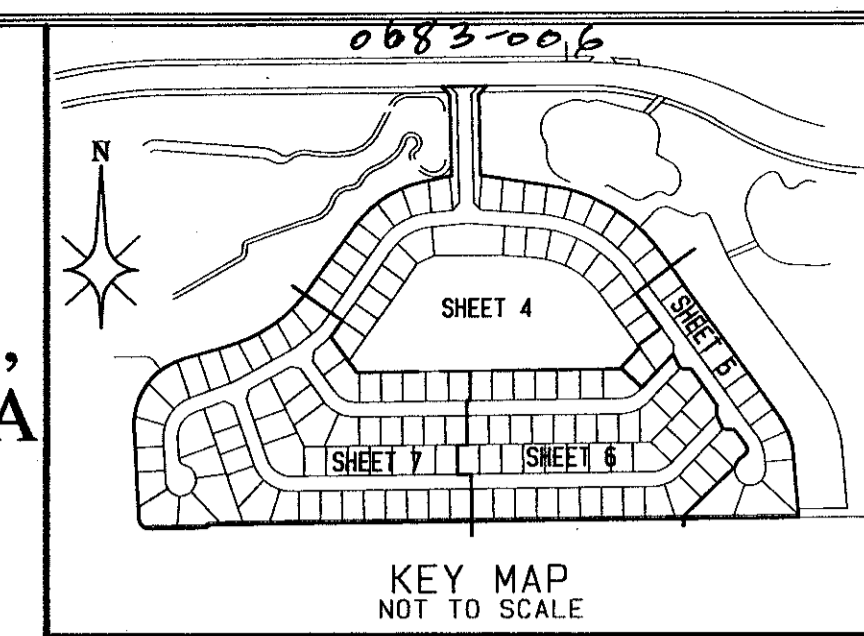 0683-006
N
SHEET 4
SHEET 5
,
A
SHEET 7
SHEET 6
KEY MAP
NOT TO SCALE